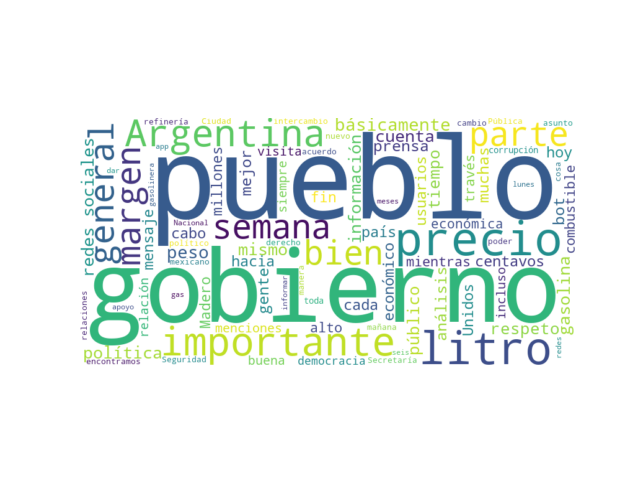 refinería Ciudad intercambio básicamente cambio Pública asunto
Argentina nuevo cuenta parte
redes sociales
general
app
dar
margen
gasolinera
millones
visita acuerdo
mejor
siempre
pueblo
fin
información
prensa
usuarios
tiempo
corrupción
través
muchas
hoy
bot
lunes
cosa
combustible
mensaje
Nacional
cabo
político
peso
mexicano
semana
mismo
hacia
derecho
gente
bien
meses
país
económica
precio
poder
económico
mientras centavos
gobierno
relaciones
apoyo
relación
gas
Madero
informar
manera
toda
cada
público
análisis
Unidos
incluso
respeto
gasolina
menciones
alto
mañana
importante
litro
política
encontramos
Seguridad
buena
democracia
seis
Secretaría
redes